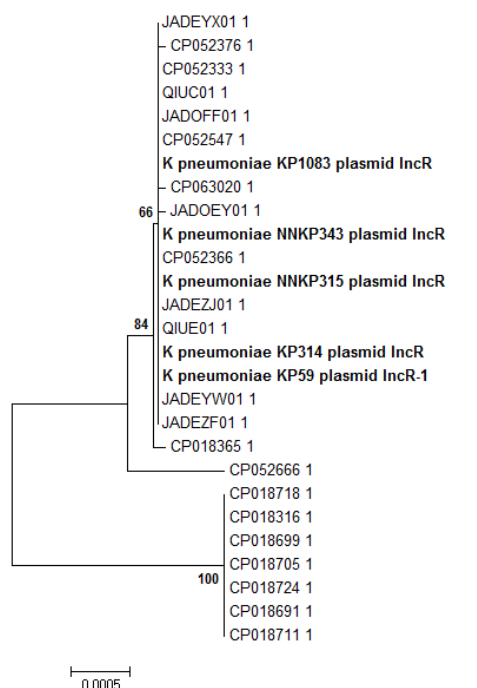 JADEYX01 1
CP052376 1
CP052333 1
QIUC01 1
JADOFF01 1
CP052547 1
K pneumoniae KP1083 plasmid IncR
CP063020 1
66
JADOEY01 1
K pneumoniae NNKP343 plasmid IncR
CP052366 1
K pneumoniae NNKP315 plasmid IncR
JADEZJ01 1
84
QIUE01 1
K pneumoniae KP314 plasmid IncR
K pneumoniae KP59 plasmid IncR-1
JADEYW01 1
JADEZF01 1
CP018365 1
CP052666 1
CP018718 1
CP018316 1
CP018699 1
CP018705 1
100
CP018724 1
CP018691 1
CP018711 1
0.0005